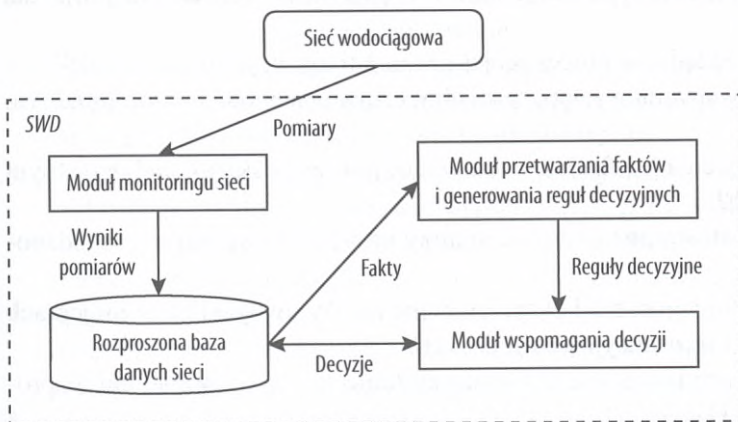 Sieć wodociągowa
SWD
Pomiary
Moduł monitoringu sieci
Moduł przetwarzania faktów
i generowania reguł decyzyjnych
Wyniki
pomiarów
Fakty
Reguły decyzyjne
Rozproszona baza
danych sieci
Decyzje
Moduł wspomagania decyzji